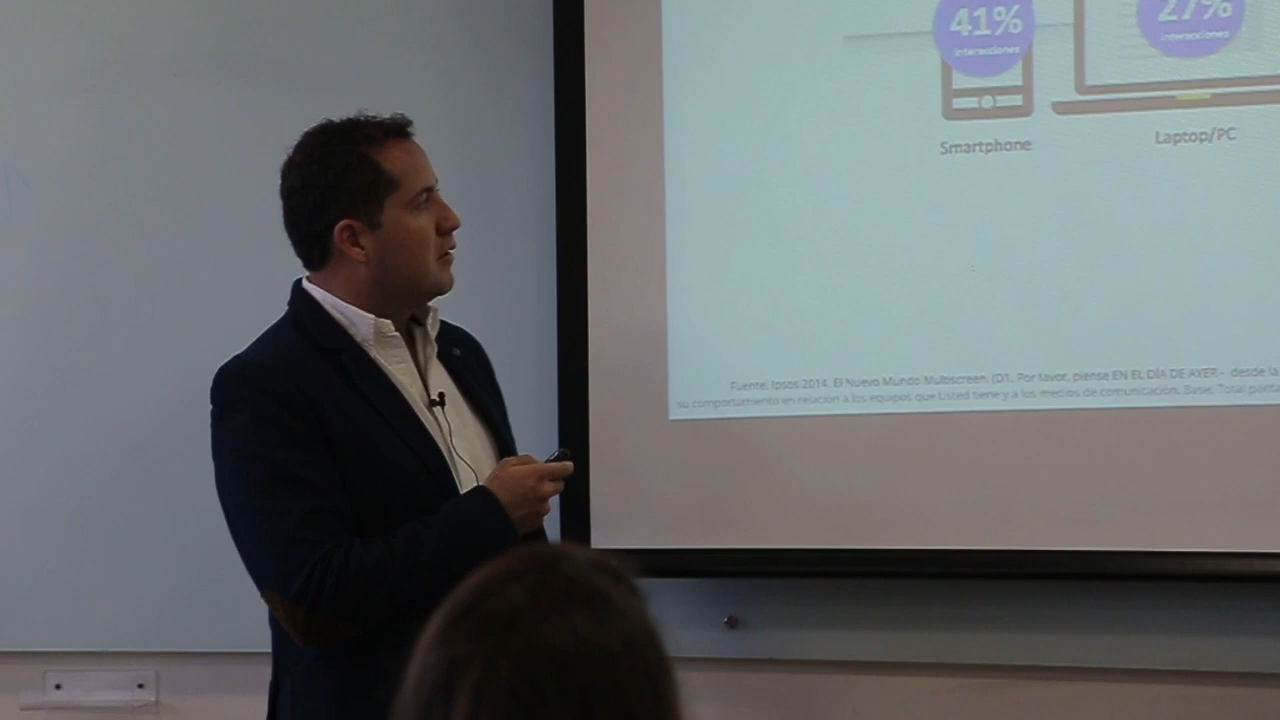 41%
interacciones
27%
interacciones
Smartphone
Laptop/PC
Fuente: Ipsos 2014. El Nuevo Mundo Multiscreen. (D1. Por favor, piense EN EL DÍA DE AYER - desde la
su comportamiento en relación a los equipos que Usted tiene y a los medios de comunicación. Base: Total